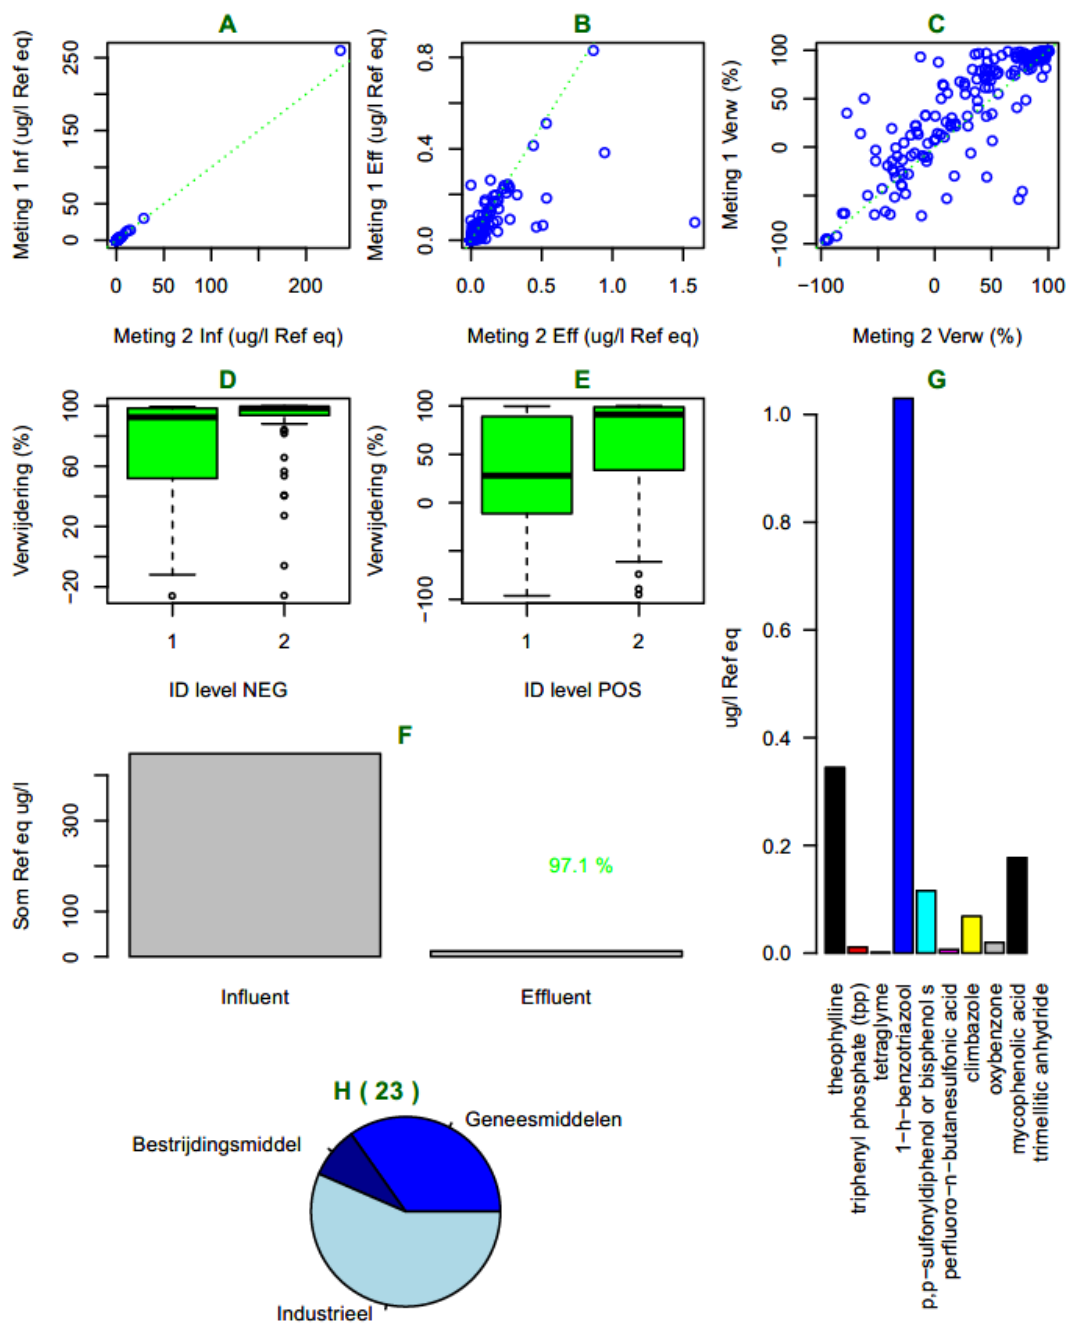 A
Meting 1 Inf (ug/l Ref eq)
250
150
50
0
0
50
100
200
Meting 2 Inf (ug/l Ref eq)
B
Meting 1 Eff (ug/l Ref eq)
0.8
0.4
0.0
0.0
0.5
1.0
1.5
Meting 2 Eff (ug/l Ref eq)
C
Meting 1 Verw (%)
100
50
0
−100
−100
0
50
100
Meting 2 Verw (%)
D
Verwijdering (%)
100
60
20
−20
1
2
ID level NEG
E
Verwijdering (%)
100
50
0
−100
1
2
ID level POS
G
ug/l Ref eq
1.0
0.8
0.6
0.4
0.2
0.0
theophylline
triphenyl phosphate (tpp)
tetraglyme
1−h−benzotriazool
p,p−sulfonyldiphenol or bisphenol s
perfluoro−n−butanesulfonic acid
climbazole
oxybenzone
mycophenolic acid
trimellitic anhydride
F
Som Ref eq ug/l
300
100
0
97.1 %
Influent
Effluent
H ( 23 )
Geneesmiddelen
Bestrijdingsmiddel
Industrieel